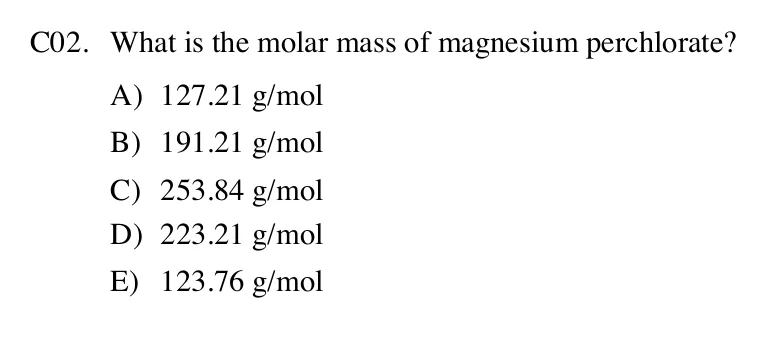 C02. What is the molar mass of magnesium perchlorate?
A) 127.21 g/mol
B) 191.21 g/mol
C) 253.84 g/mol
D) 223.21 g/mol
E) 123.76 g/mol